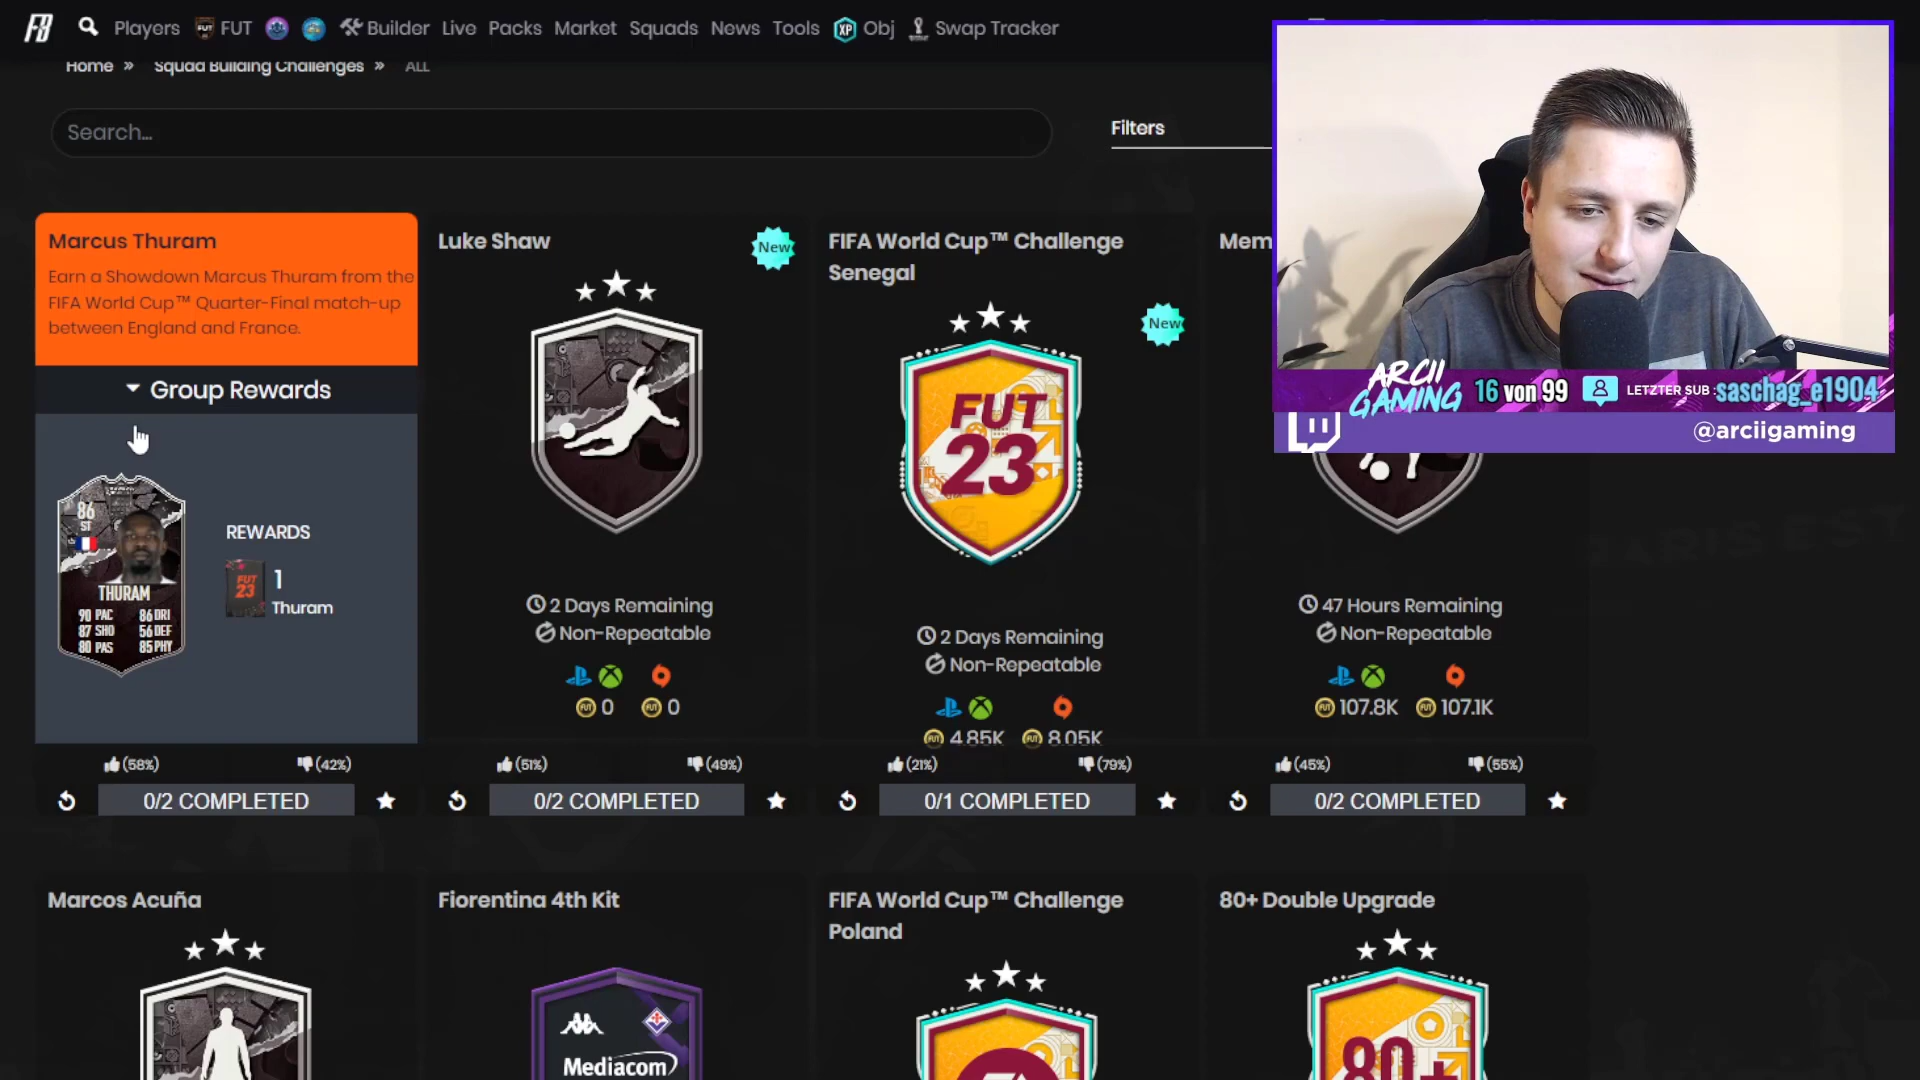 FB Players FUT Builder Live Packs Market Squads News Tools XP Obj Swap Tracker
Home » Squad Building Challenges » ALL
Search...
Filters
Marcus Thuram
Earn a Showdown Marcus Thuram from the
FIFA World Cup™ Quarter-Final match-up
between England and France.
Group Rewards
86
ST
THURAM
90 PAC 86 DRI
87 SHO 56 DEF
80 PAS 85 PHY
REWARDS
FUT
23
1
Thuram
(58%) (42%)
0/2 COMPLETED
Luke Shaw
New
2 Days Remaining
Non-Repeatable
0 0
(51%) (49%)
0/2 COMPLETED
FIFA World Cup™ Challenge
Senegal
New
FUT
23
2 Days Remaining
Non-Repeatable
4.85K 8.05K
(21%) (79%)
0/1 COMPLETED
Mem
47 Hours Remaining
Non-Repeatable
107.8K 107.1K
(45%) (55%)
0/2 COMPLETED
ARCII
GAMING
16 von 99
LETZTER SUB: saschag_e1904
@arciigaming
Marcos Acuña
Fiorentina 4th Kit
Mediacom
FIFA World Cup™ Challenge
Poland
80+ Double Upgrade
80+